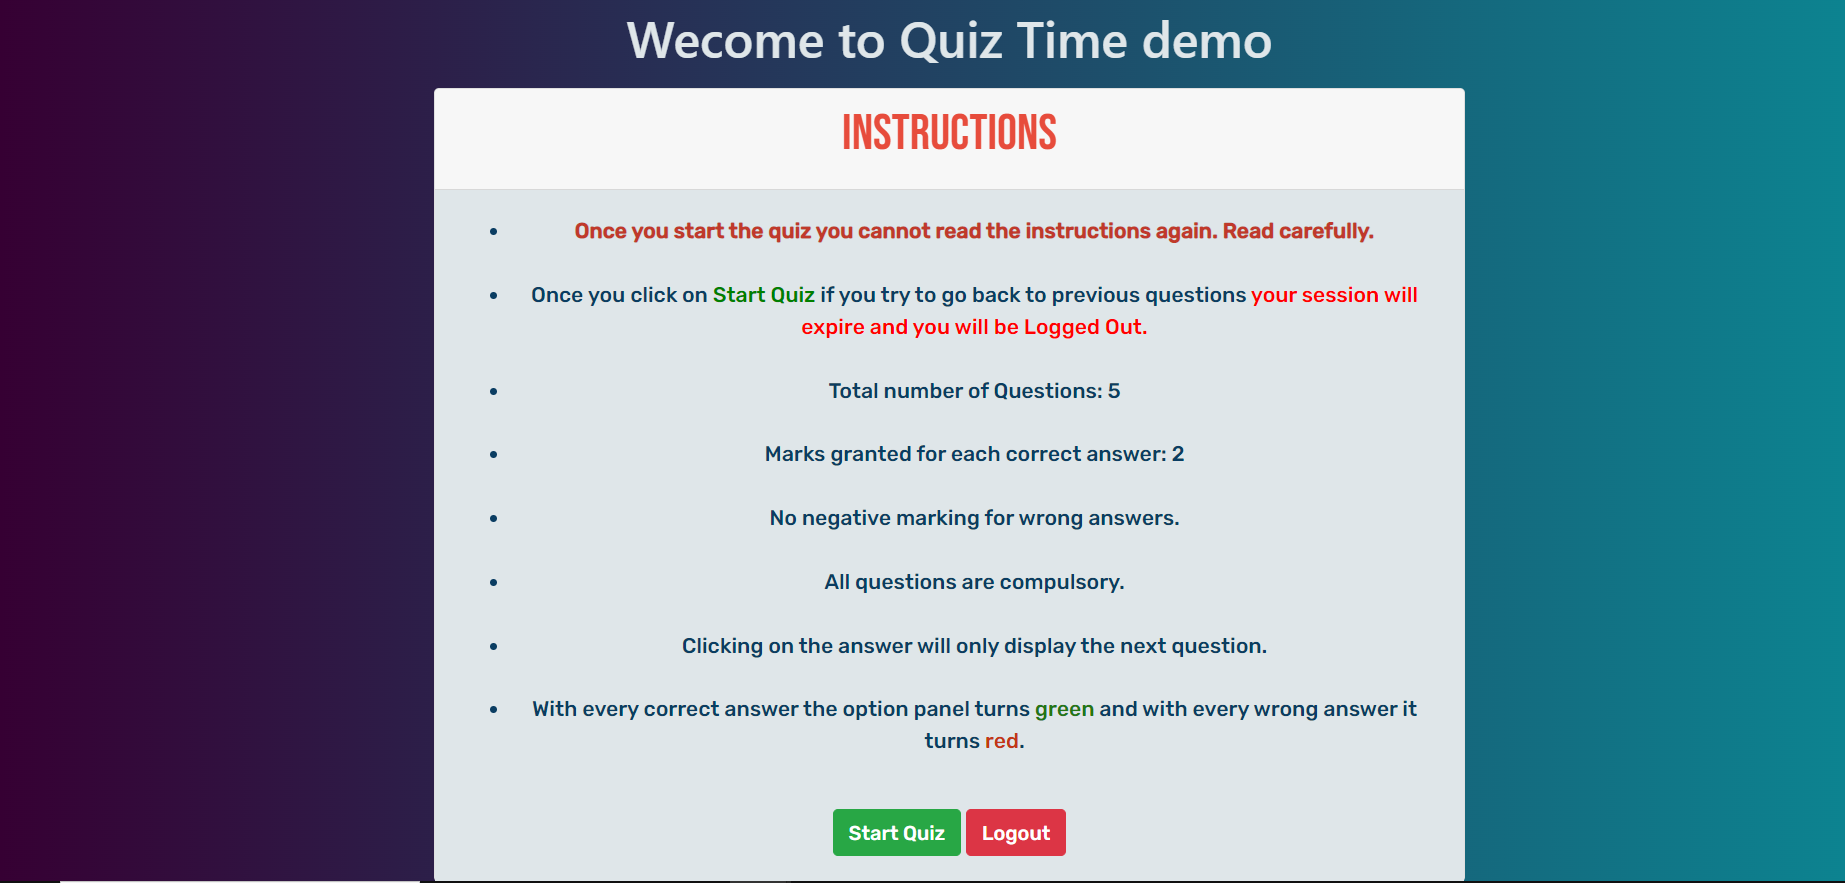 Wecome to Quiz Time demo
INSTRUCTIONS
Once you start the quiz you cannot read the instructions again. Read carefully.
Once you click on Start Quiz if you try to go back to previous questions your session will
expire and you will be Logged Out.
Total number of Questions: 5
Marks granted for each correct answer: 2
No negative marking for wrong answers.
All questions are compulsory.
Clicking on the answer will only display the next question.
With every correct answer the option panel turns green and with every wrong answer it
turns red.
Start Quiz Logout